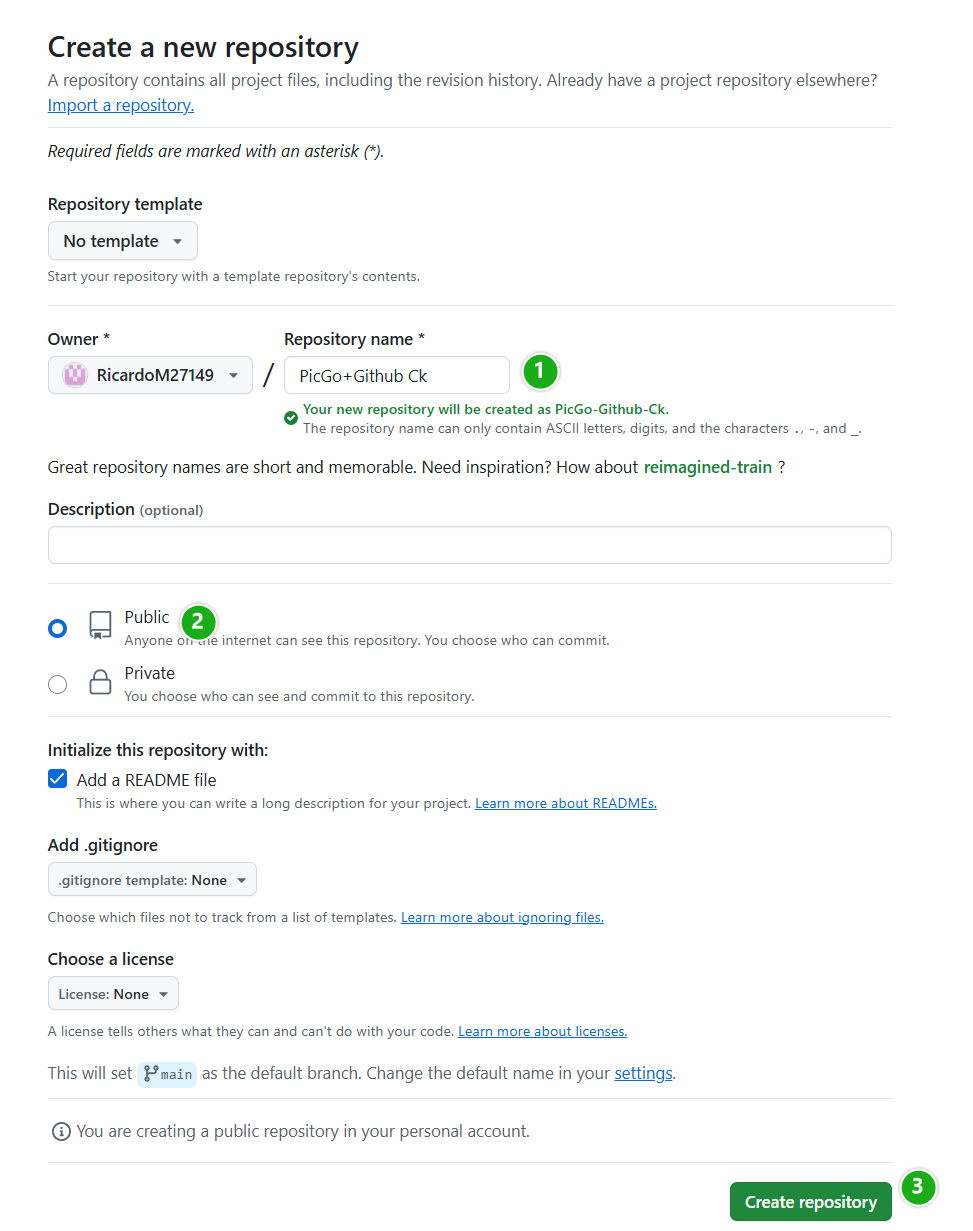 Create a new repository
A repository contains all project files, including the revision history. Already have a project repository elsewhere?
Import a repository.
Required fields are marked with an asterisk (*).
Repository template
No template
Start your repository with a template repository's contents.
Owner *
Repository name *
RicardoM27149 / PicGo+Github Ck 1
Your new repository will be created as PicGo-Github-Ck.
The repository name can only contain ASCII letters, digits, and the characters ., -, and _.
Great repository names are short and memorable. Need inspiration? How about reimagined-train ?
Description (optional)
Public 2
Anyone on the internet can see this repository. You choose who can commit.
Private
You choose who can see and commit to this repository.
Initialize this repository with:
Add a README file
This is where you can write a long description for your project. Learn more about READMEs.
Add .gitignore
.gitignore template: None
Choose which files not to track from a list of templates. Learn more about ignoring files.
Choose a license
License: None
A license tells others what they can and can't do with your code. Learn more about licenses.
This will set main as the default branch. Change the default name in your settings.
You are creating a public repository in your personal account.
Create repository 3